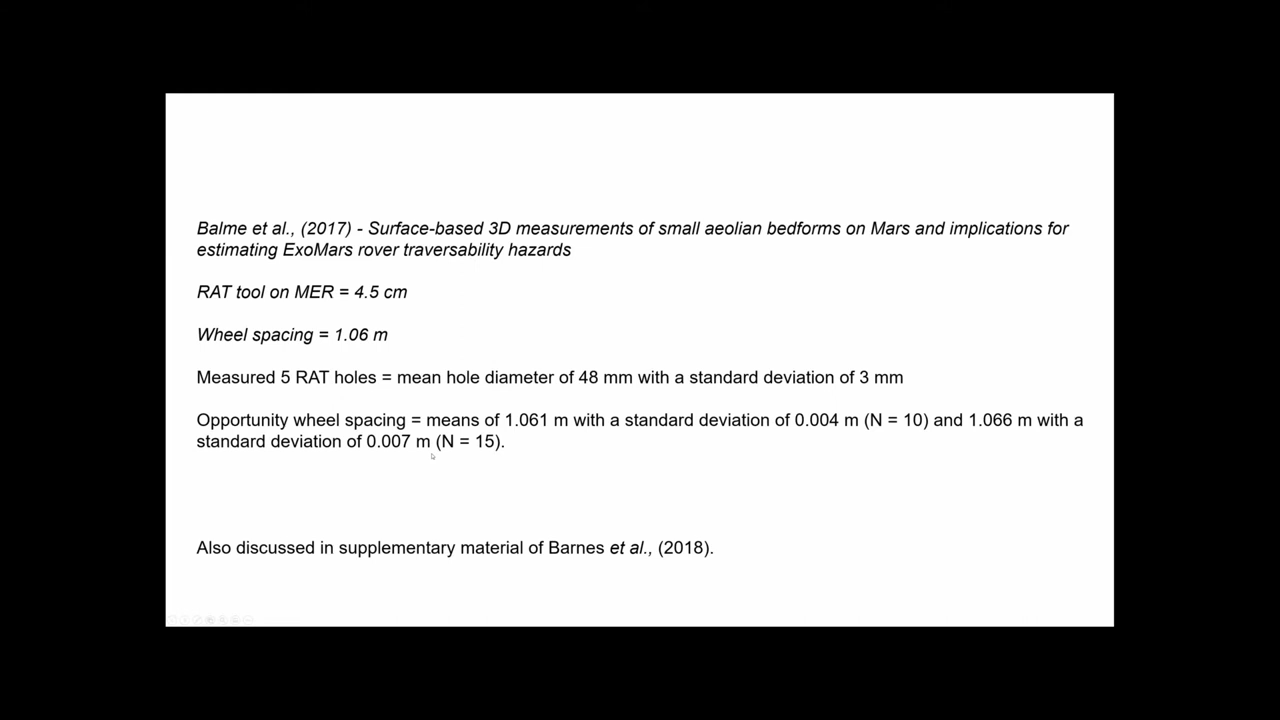 Balme et al., (2017) - Surface-based 3D measurements of small aeolian bedforms on Mars and implications for
estimating ExoMars rover traversability hazards
RAT tool on MER = 4.5 cm
Wheel spacing = 1.06 m
Measured 5 RAT holes = mean hole diameter of 48 mm with a standard deviation of 3 mm
Opportunity wheel spacing = means of 1.061 m with a standard deviation of 0.004 m (N = 10) and 1.066 m with a
standard deviation of 0.007 m (N = 15).
Also discussed in supplementary material of Barnes et al., (2018).